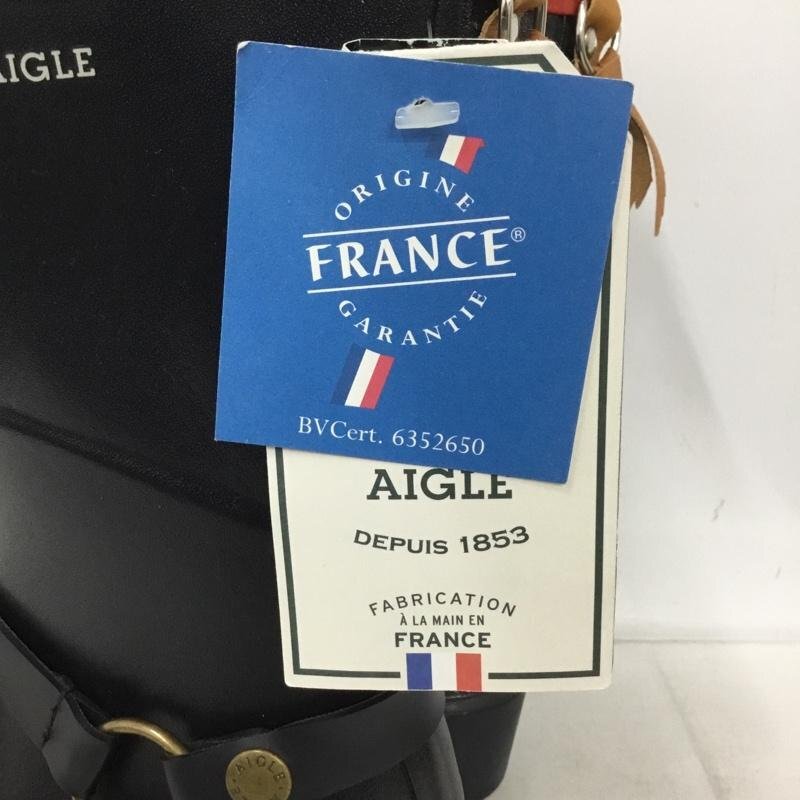 AIGLE
ORIGINE
FRANCE®
GARANTIE
BVCert. 6352650
AIGLE
DEPUIS 1853
FABRICATION
À LA MAIN EN
FRANCE
AIGLE